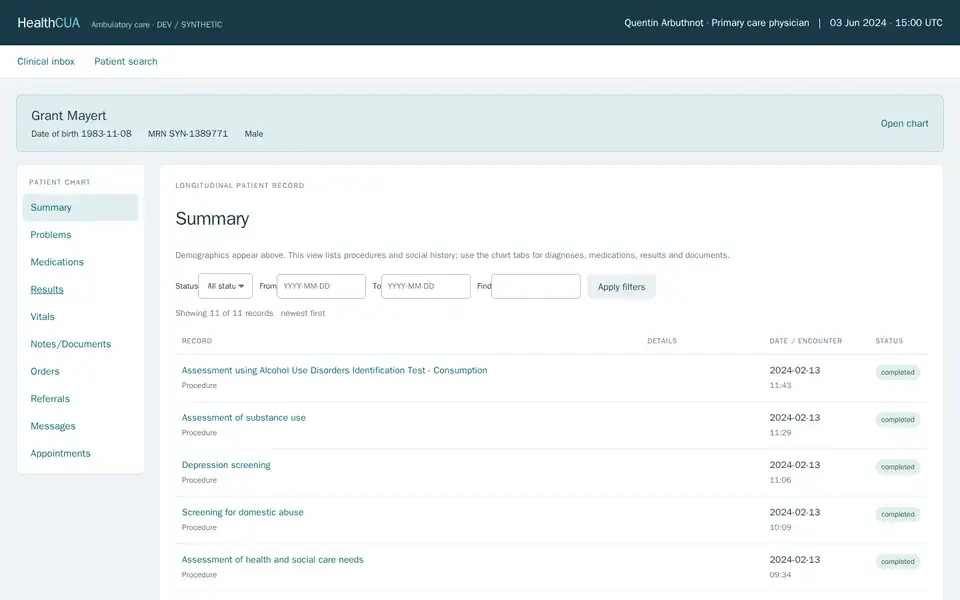 HealthCUA Ambulatory care · DEV / SYNTHETIC
Quentin Arbuthnot · Primary care physician | 03 Jun 2024 · 15:00 UTC
Clinical inbox Patient search
Grant Mayert
Date of birth 1983-11-08 MRN SYN-1389771 Male
Open chart
PATIENT CHART
Summary
Problems
Medications
Results
Vitals
Notes/Documents
Orders
Referrals
Messages
Appointments
LONGITUDINAL PATIENT RECORD
Summary
Demographics appear above. This view lists procedures and social history; use the chart tabs for diagnoses, medications, results and documents.
Status All statu From YYYY-MM-DD To YYYY-MM-DD Find Apply filters
Showing 11 of 11 records newest first
RECORD DETAILS DATE / ENCOUNTER STATUS
Assessment using Alcohol Use Disorders Identification Test - Consumption 2024-02-13 completed
Procedure 11:43
Assessment of substance use 2024-02-13 completed
Procedure 11:29
Depression screening 2024-02-13 completed
Procedure 11:06
Screening for domestic abuse 2024-02-13 completed
Procedure 10:09
Assessment of health and social care needs 2024-02-13 completed
Procedure 09:34